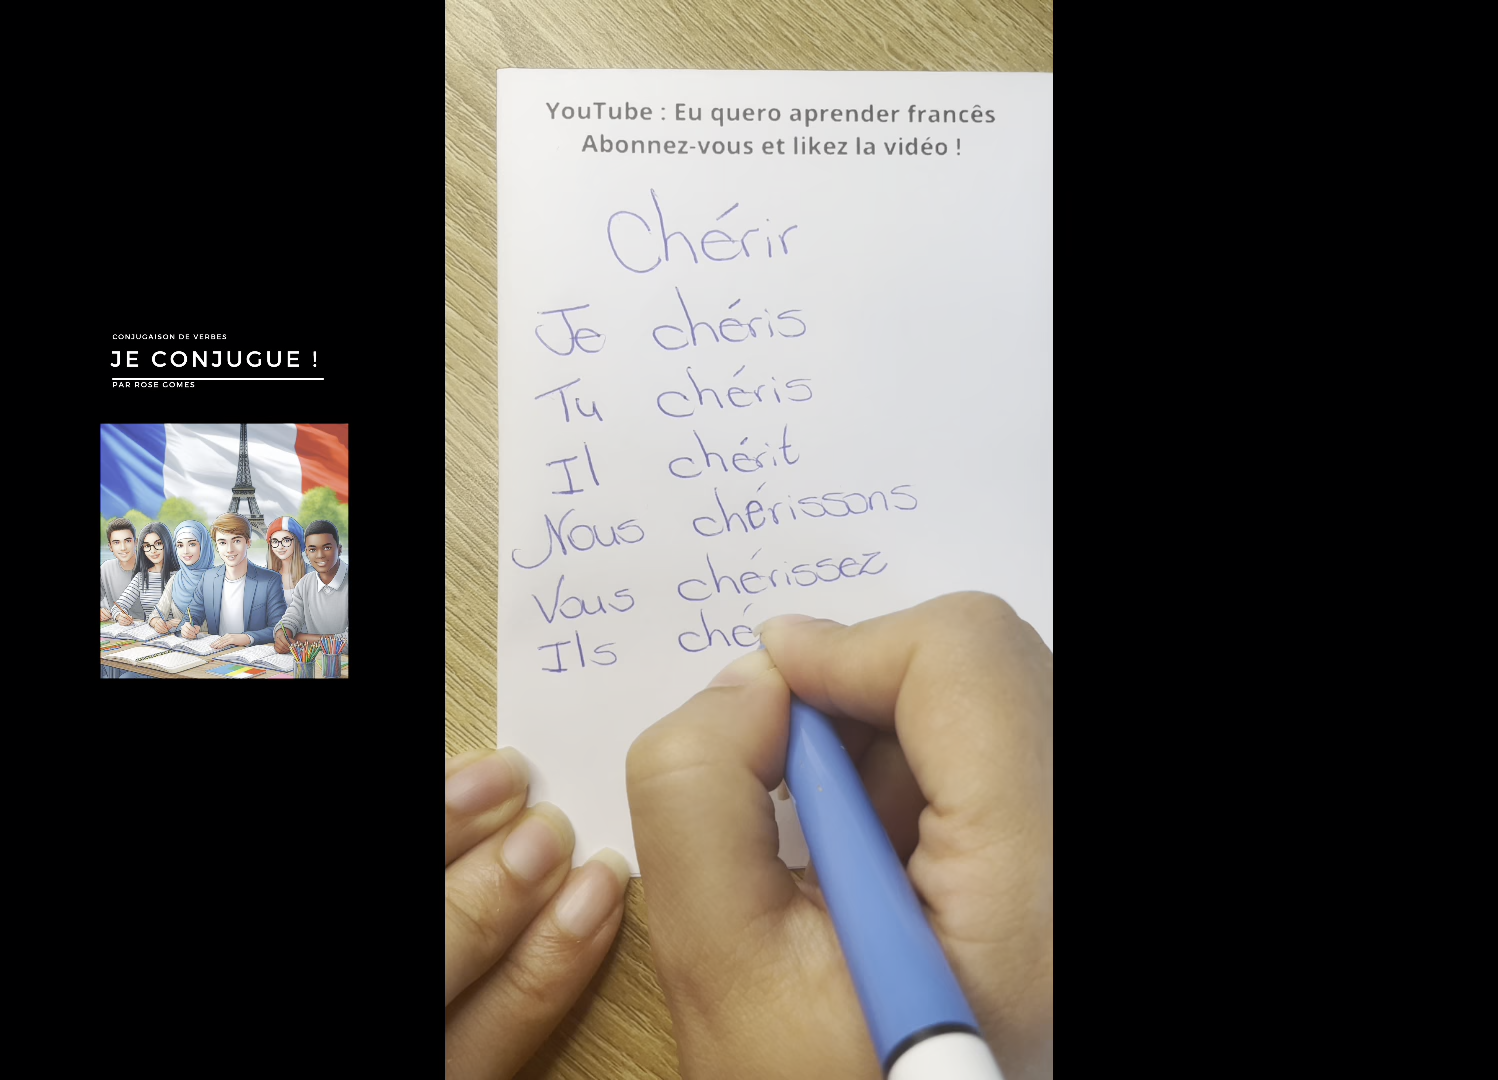 CONJUGAISON DE VERBES
JE CONJUGUE !
PAR ROSE GOMES
YouTube : Eu quero aprender francês
Abonnez-vous et likez la vidéo !
Chérir
Je chéris
Tu chéris
Il chérit
Nous chérissons
Vous chérissez
Ils ché